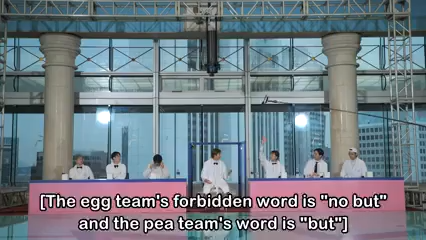 [The egg team's forbidden word is "no but"
and the pea team's word is "but"]